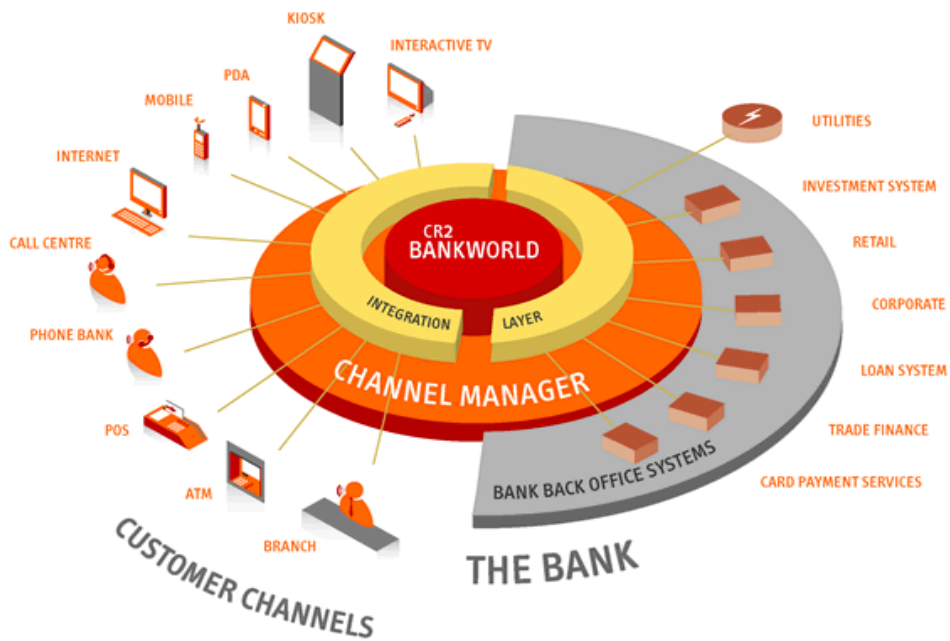 KIOSK
INTERACTIVE TV
PDA
MOBILE
INTERNET
CALL CENTRE
PHONE BANK
POS
ATM
BRANCH
CUSTOMER CHANNELS
CR2
BANKWORLD
INTEGRATION
LAYER
CHANNEL MANAGER
UTILITIES
INVESTMENT SYSTEM
RETAIL
CORPORATE
LOAN SYSTEM
TRADE FINANCE
CARD PAYMENT SERVICES
BANK BACK OFFICE SYSTEMS
THE BANK